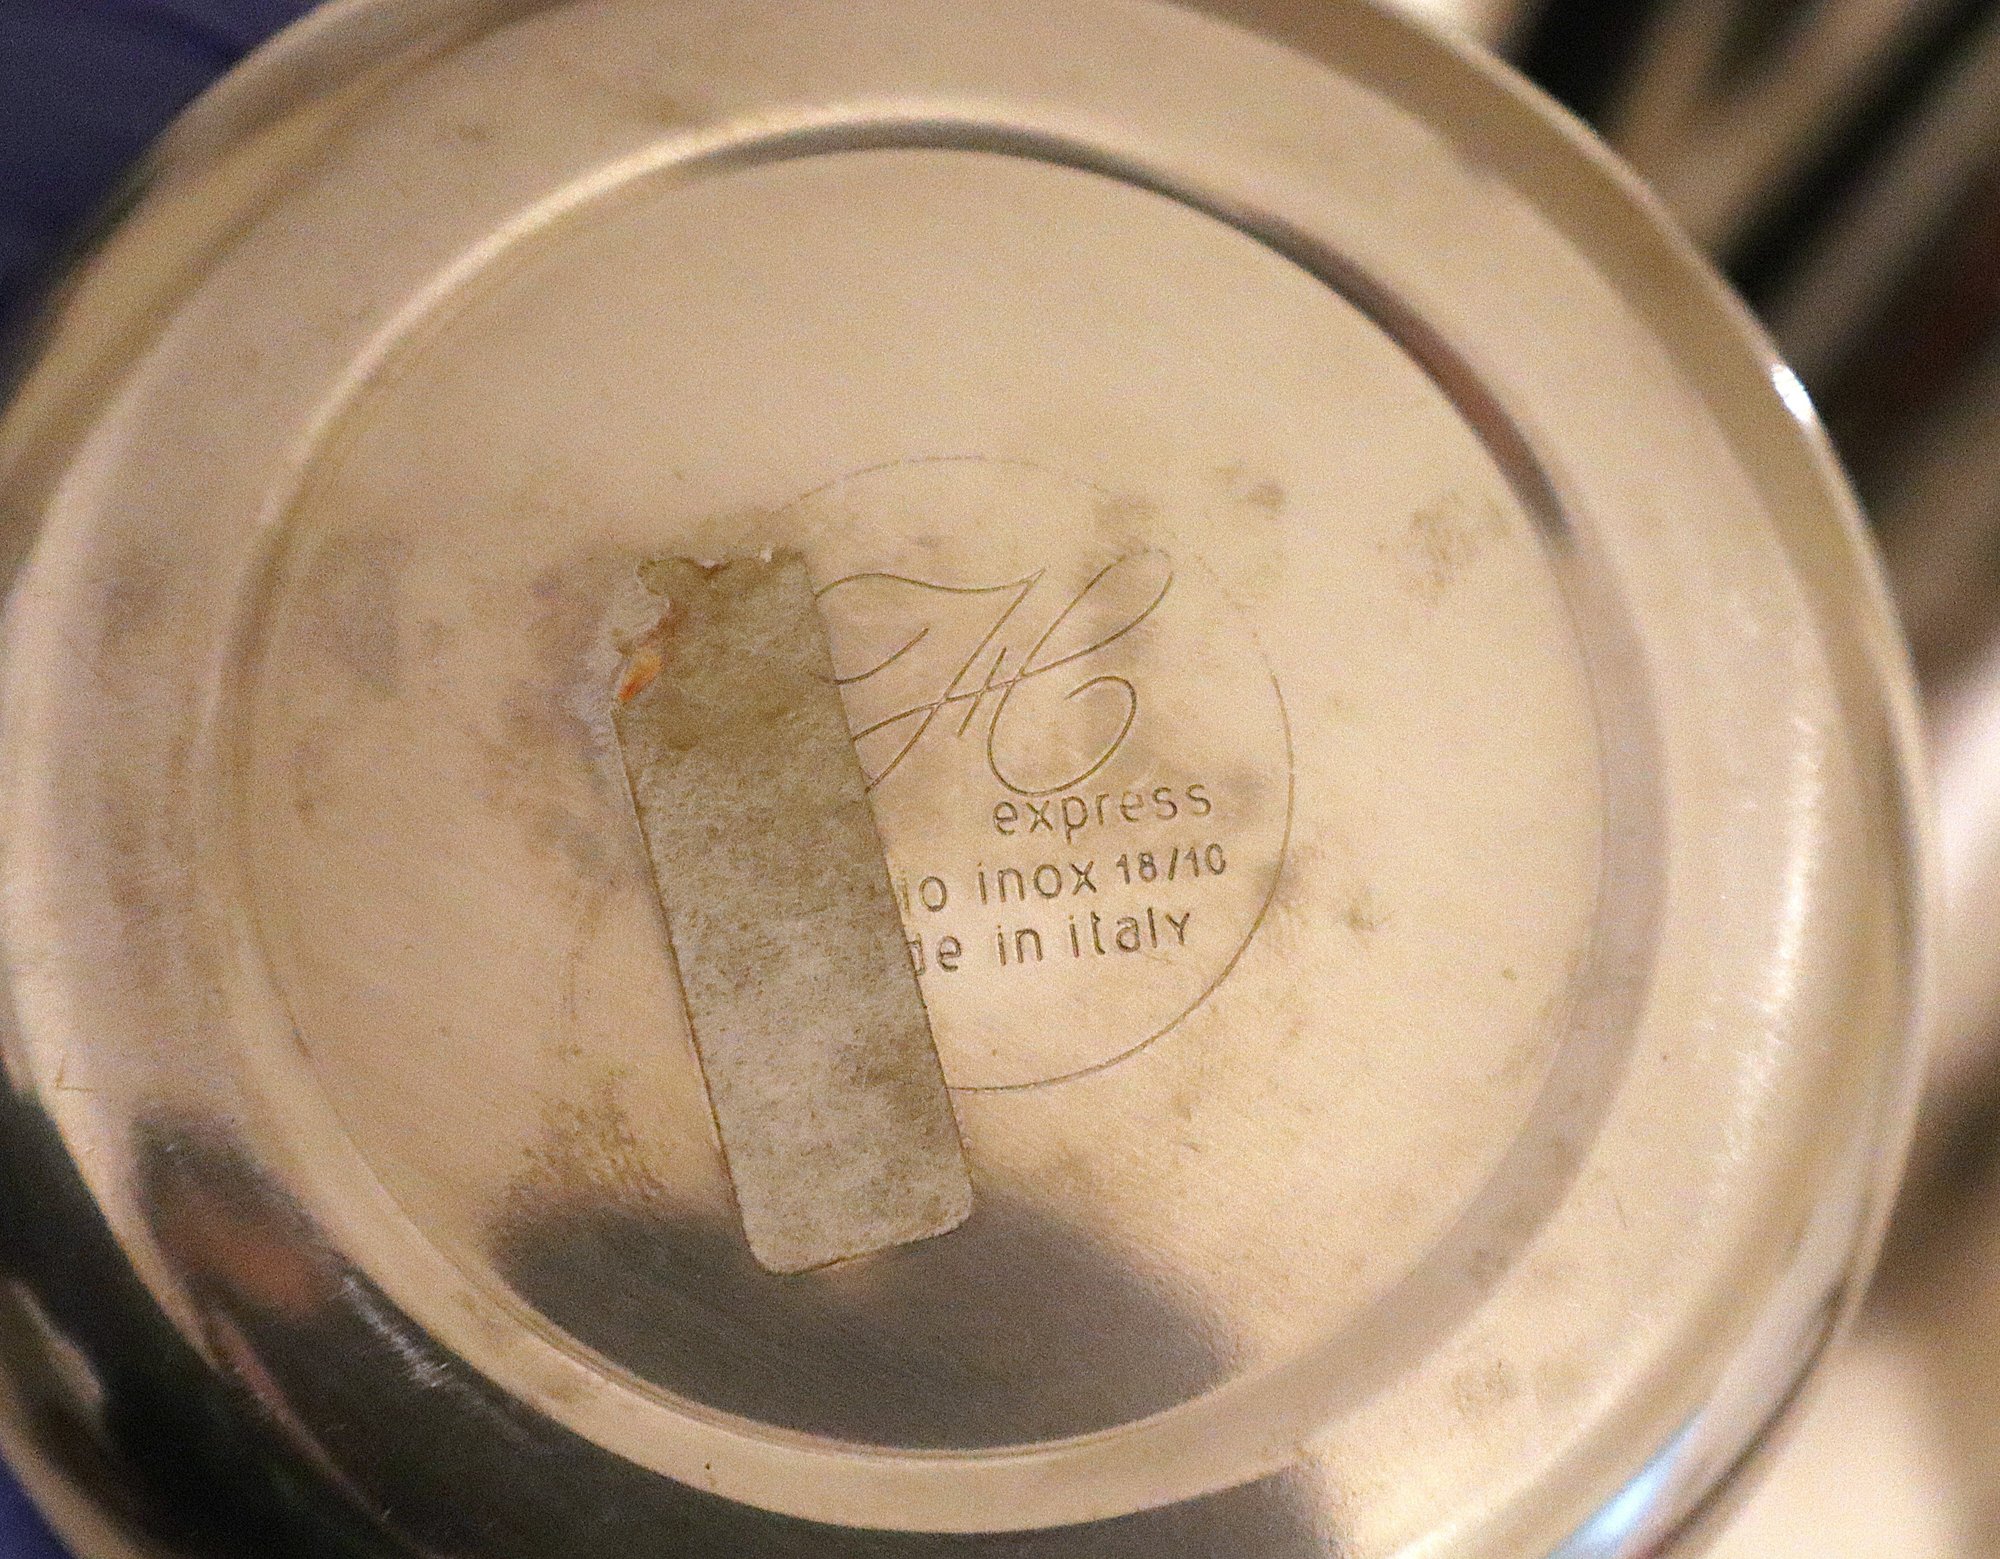 express
io inox 18/10
de in italy